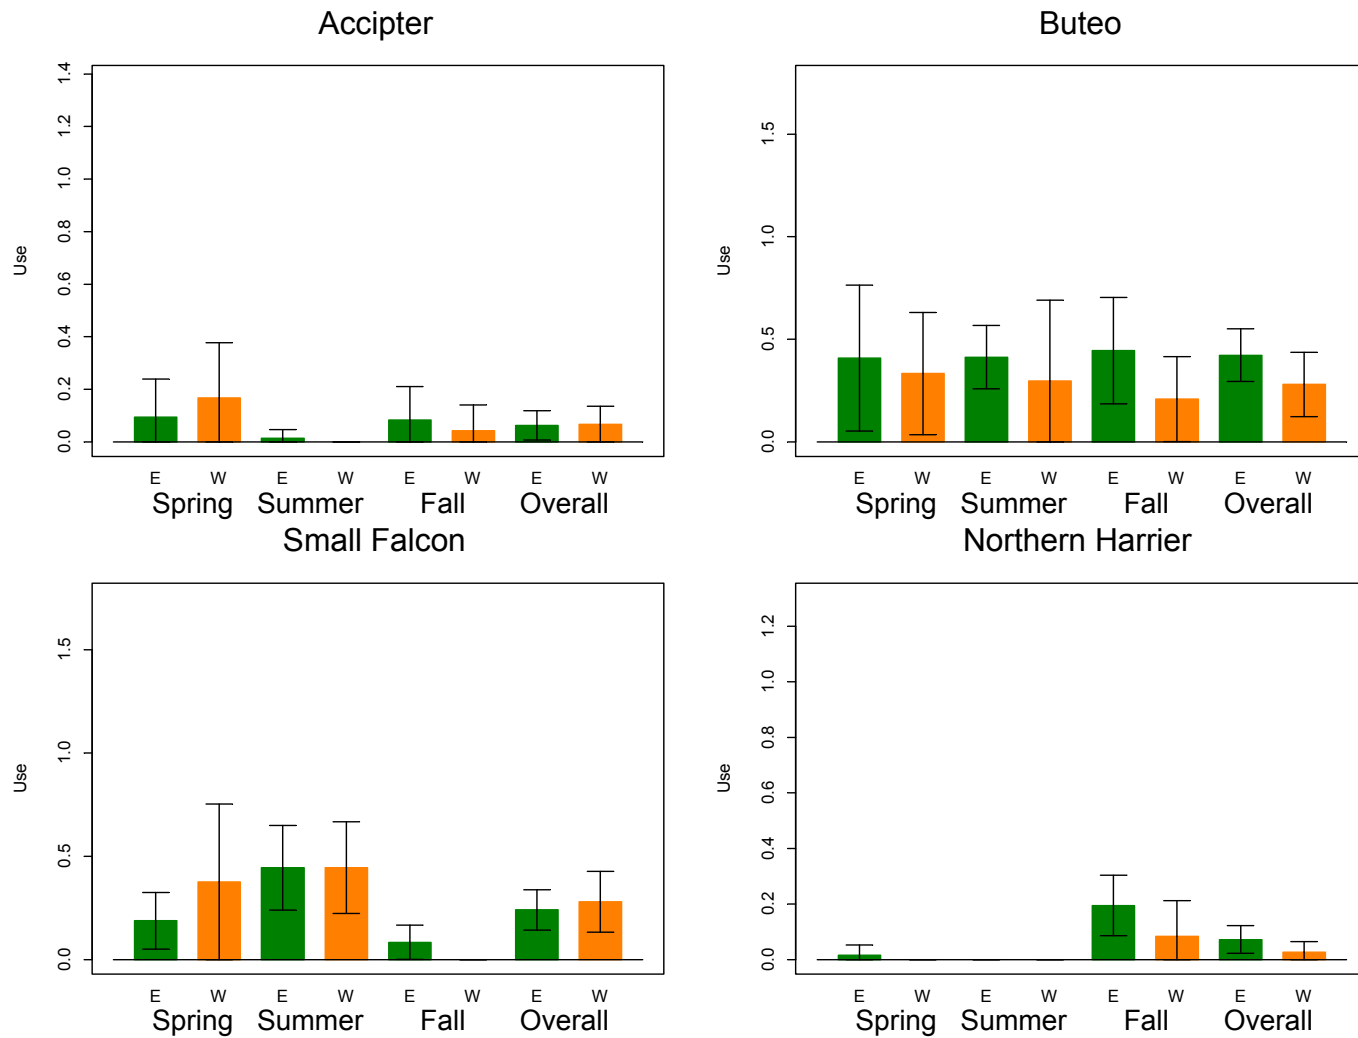 Accipter
Use
1.4
1.2
1.0
0.8
0.6
0.4
0.2
0.0
E W E W E W E W
Spring Summer Fall Overall
Buteo
1.5
1.0
0.5
0.0
E W E W E W E W
Spring Summer Fall Overall
Small Falcon
Use
1.5
1.0
0.5
0.0
E W E W E W E W
Spring Summer Fall Overall
Northern Harrier
Use
1.2
1.0
0.8
0.6
0.4
0.2
0.0
E W E W E W E W
Spring Summer Fall Overall
Use